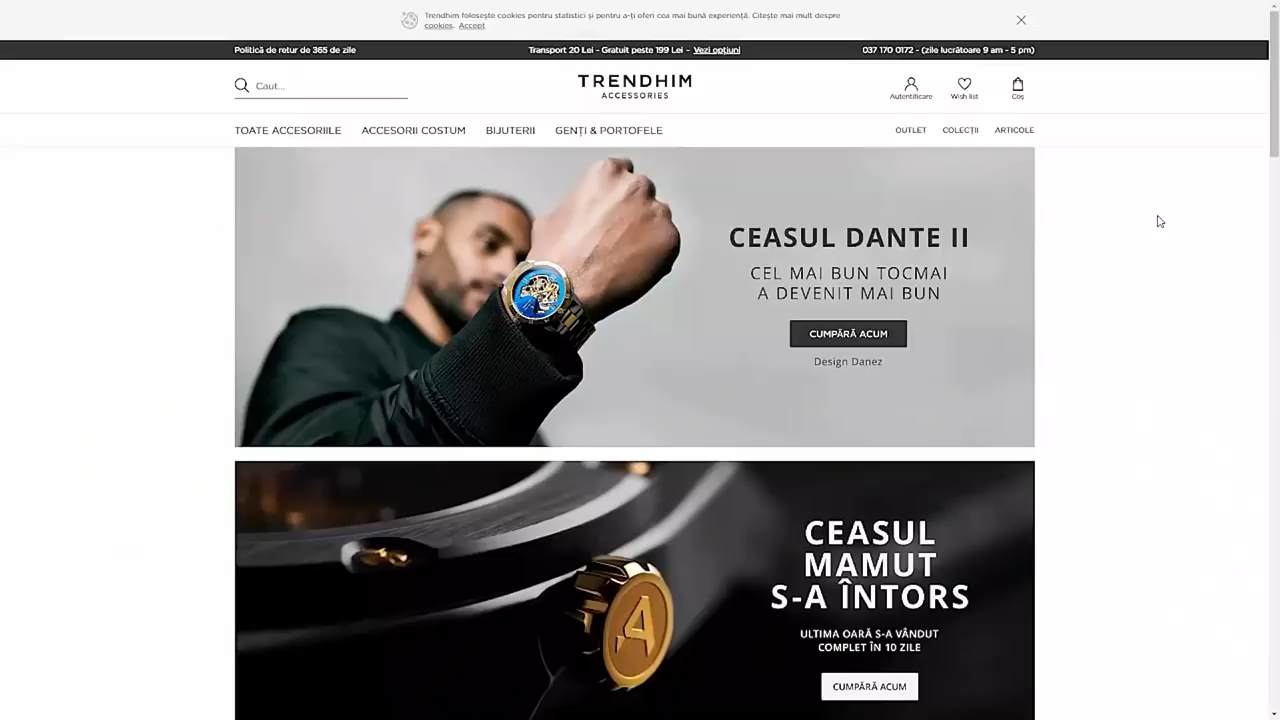 Trendhim folosește cookies pentru statistici și pentru a-ți oferi cea mai bună experiență. Citește mai mult despre
cookies. Accept
Politică de retur de 365 de zile
Transport 20 Lei - Gratuit peste 199 Lei - Vezi opțiuni
037 170 0172 - (zile lucrătoare 9 am - 5 pm)
Caut...
TRENDHIM
ACCESSORIES
Autentificare
Wish list
Coș
TOATE ACCESORIILE
ACCESORII COSTUM
BIJUTERII
GENȚI & PORTOFELE
OUTLET
COLECȚII
ARTICOLE
CEASUL DANTE II
CEL MAI BUN TOCMAI
A DEVENIT MAI BUN
CUMPĂRĂ ACUM
Design Danez
CEASUL
MAMUT
S-A ÎNTORS
ULTIMA OARĂ S-A VÂNDUT
COMPLET ÎN 10 ZILE
CUMPĂRĂ ACUM
A